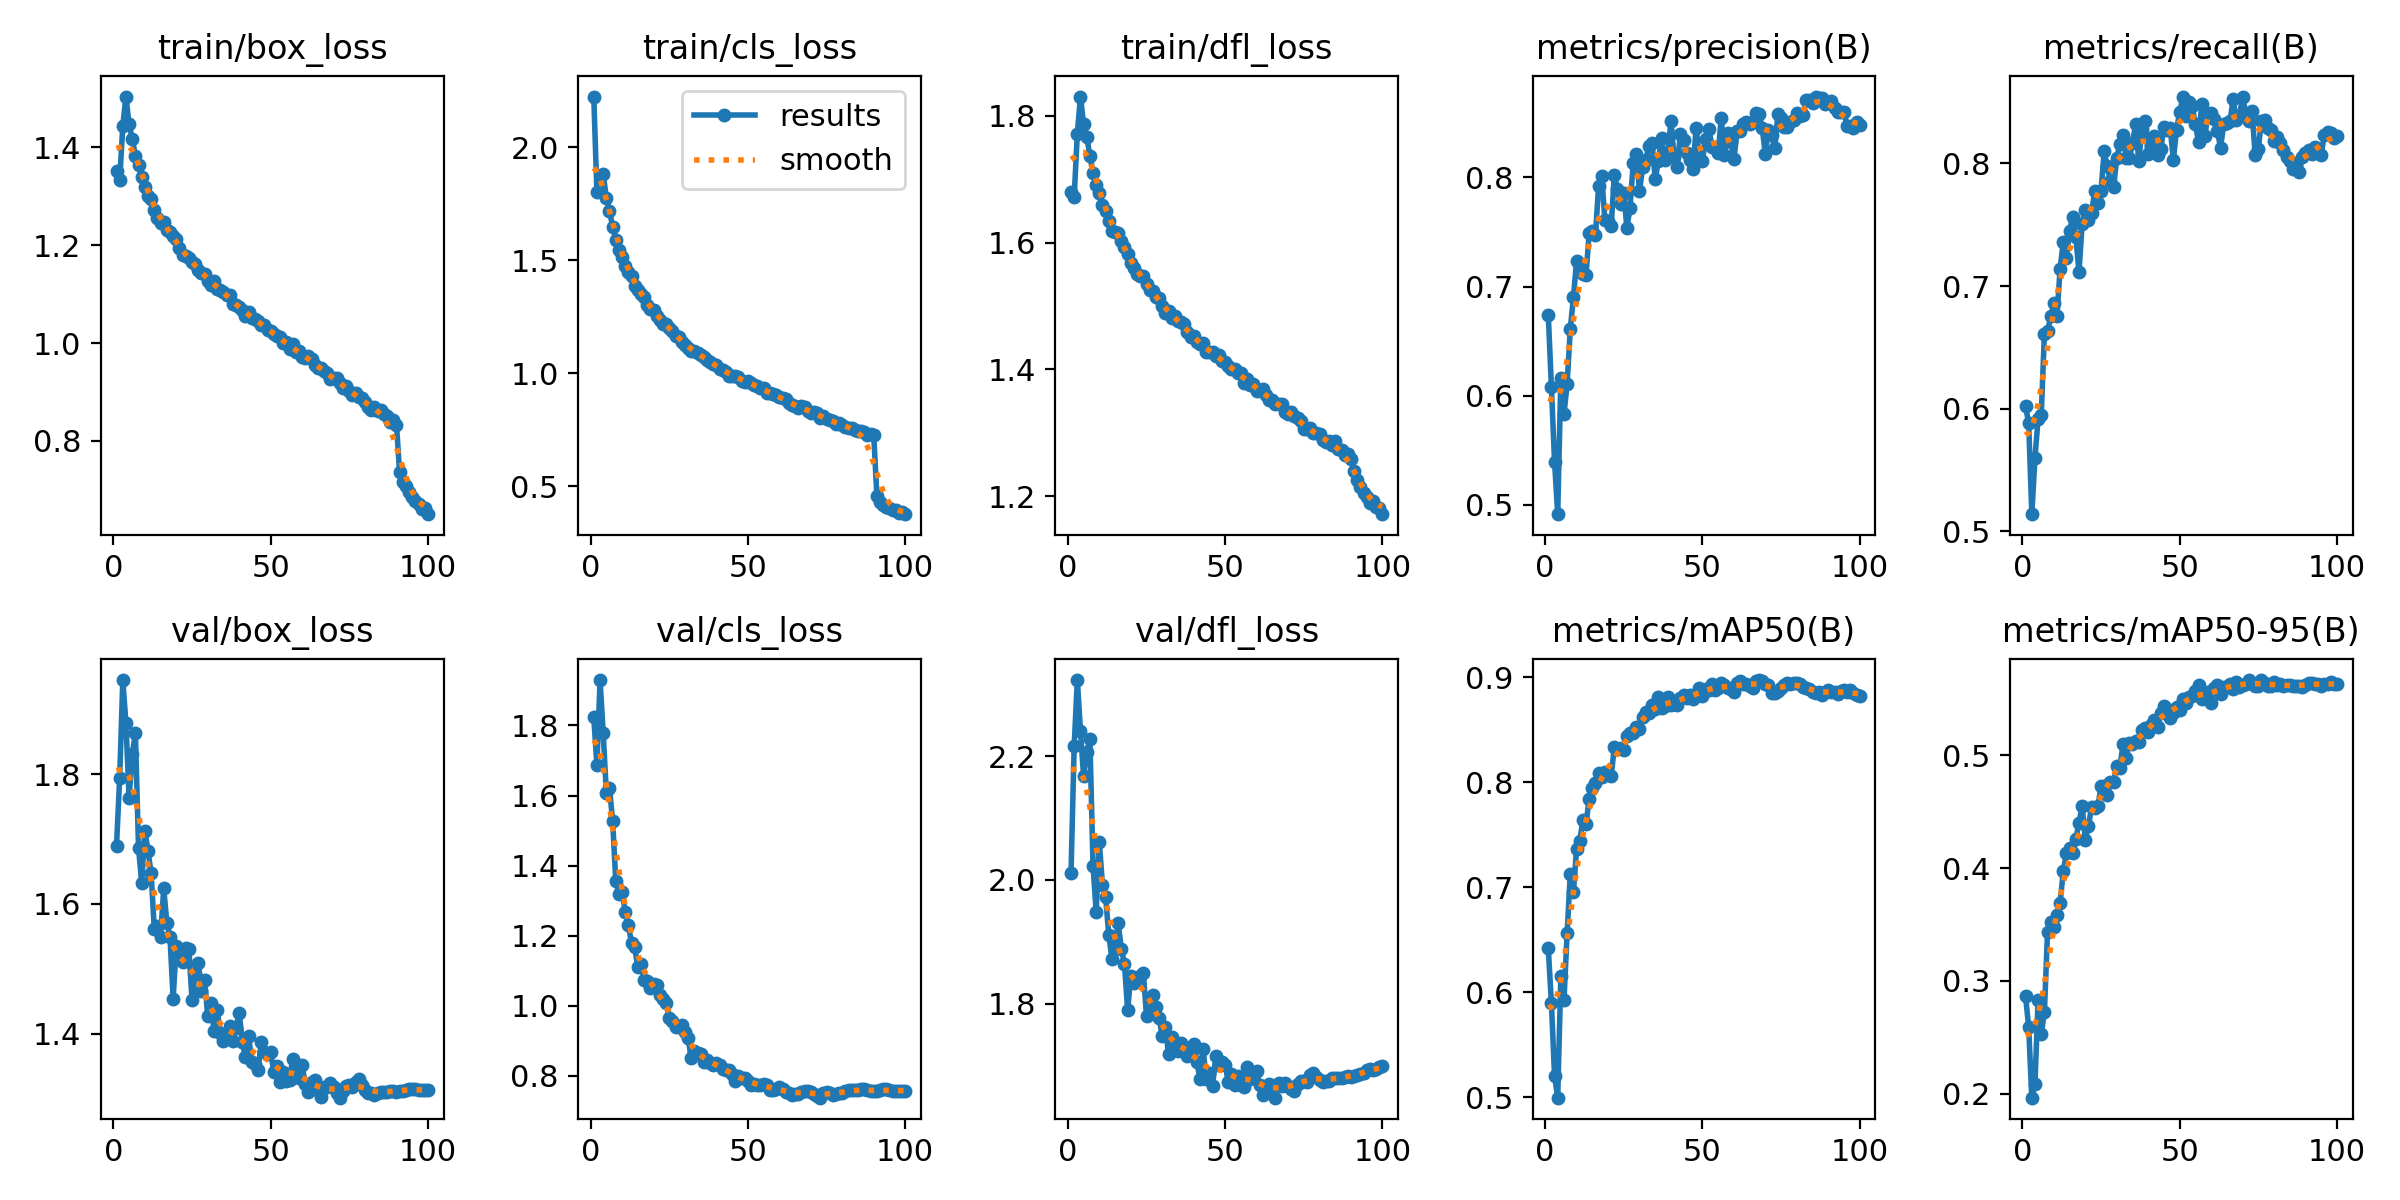 train/box_loss
1.4
1.2
1.0
0.8
0 50 100
train/cls_loss
results
smooth
2.0
1.5
1.0
0.5
0 50 100
train/dfl_loss
1.8
1.6
1.4
1.2
0 50 100
metrics/precision(B)
0.8
0.7
0.6
0.5
0 50 100
metrics/recall(B)
0.8
0.7
0.6
0.5
0 50 100
val/box_loss
1.8
1.6
1.4
0 50 100
val/cls_loss
1.8
1.6
1.4
1.2
1.0
0.8
0 50 100
val/dfl_loss
2.2
2.0
1.8
0 50 100
metrics/mAP50(B)
0.9
0.8
0.7
0.6
0.5
0 50 100
metrics/mAP50-95(B)
0.5
0.4
0.3
0.2
0 50 100